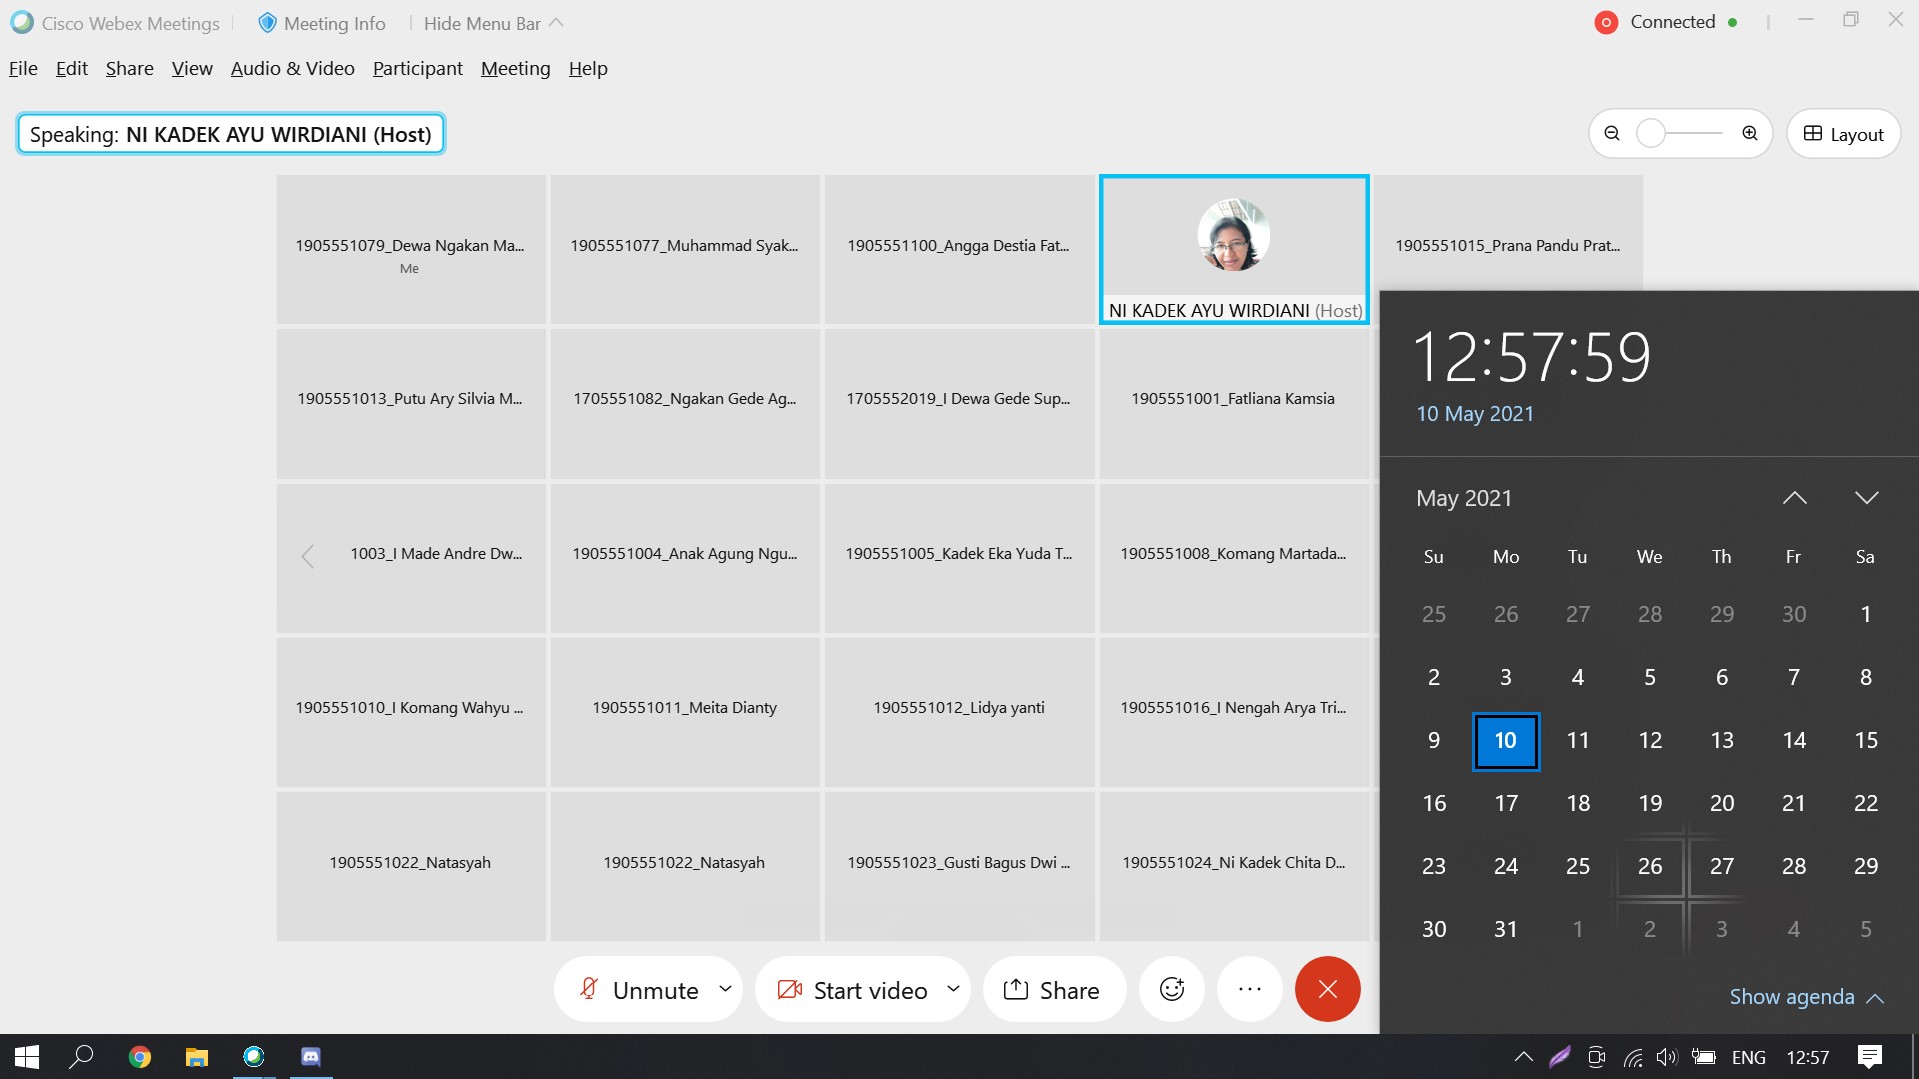 Cisco Webex Meetings
Meeting Info
Hide Menu Bar
Connected
File Edit Share View Audio & Video Participant Meeting Help
Speaking: NI KADEK AYU WIRDIANI (Host)
Layout
1905551079_Dewa Ngakan Ma...
Me
1905551077_Muhammad Syak...
1905551100_Angga Destia Fat...
NI KADEK AYU WIRDIANI (Host)
1905551015_Prana Pandu Prat...
1905551013_Putu Ary Silvia M...
1705551082_Ngakan Gede Ag...
1705552019_I Dewa Gede Sup...
1905551001_Fatliana Kamsia
1003_I Made Andre Dw...
1905551004_Anak Agung Ngu...
1905551005_Kadek Eka Yuda T...
1905551008_Komang Martada...
1905551010_I Komang Wahyu ...
1905551011_Meita Dianty
1905551012_Lidya yanti
1905551016_I Nengah Arya Tri...
1905551022_Natasyah
1905551022_Natasyah
1905551023_Gusti Bagus Dwi ...
1905551024_Ni Kadek Chita D...
Unmute
Start video
Share
12:57:59
10 May 2021
May 2021
Su Mo Tu We Th Fr Sa
25 26 27 28 29 30 1
2 3 4 5 6 7 8
9 10 11 12 13 14 15
16 17 18 19 20 21 22
23 24 25 26 27 28 29
30 31 1 2 3 4 5
Show agenda
ENG
12:57